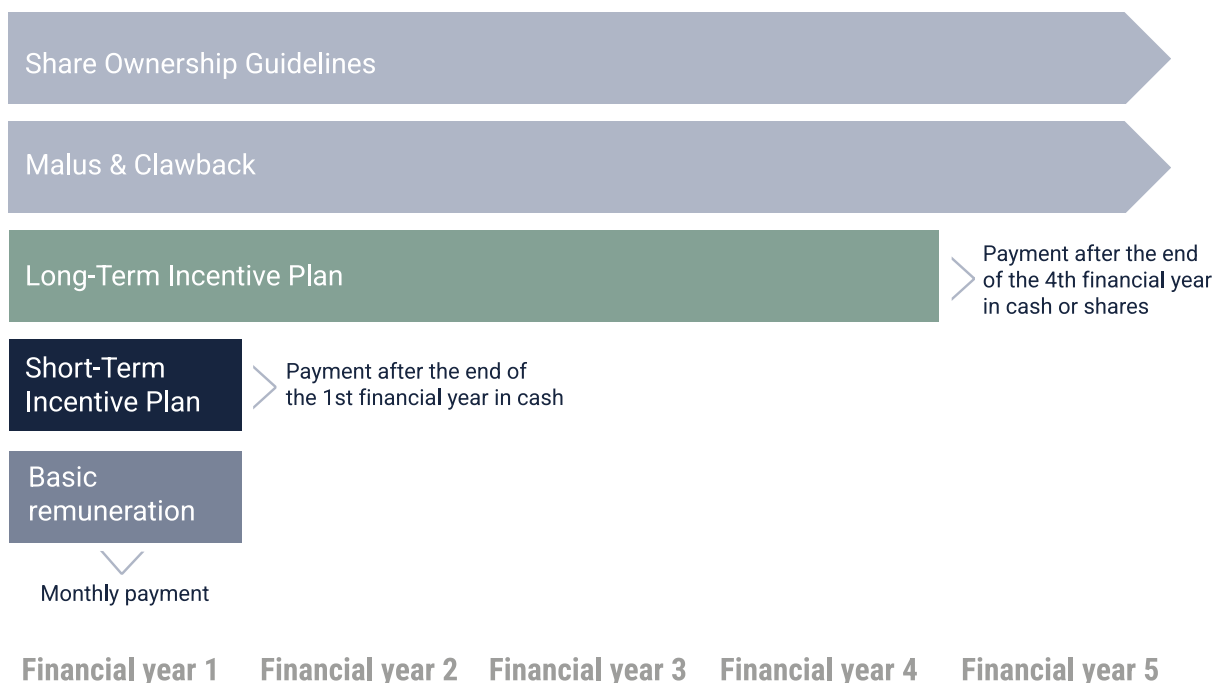 Share Ownership Guidelines
Malus & Clawback
Long-Term Incentive Plan
Payment after the end
of the 4th financial year
in cash or shares
Short-Term
Incentive Plan
Payment after the end of
the 1st financial year in cash
Basic
remuneration
Monthly payment
Financial year 1
Financial year 2
Financial year 3
Financial year 4
Financial year 5